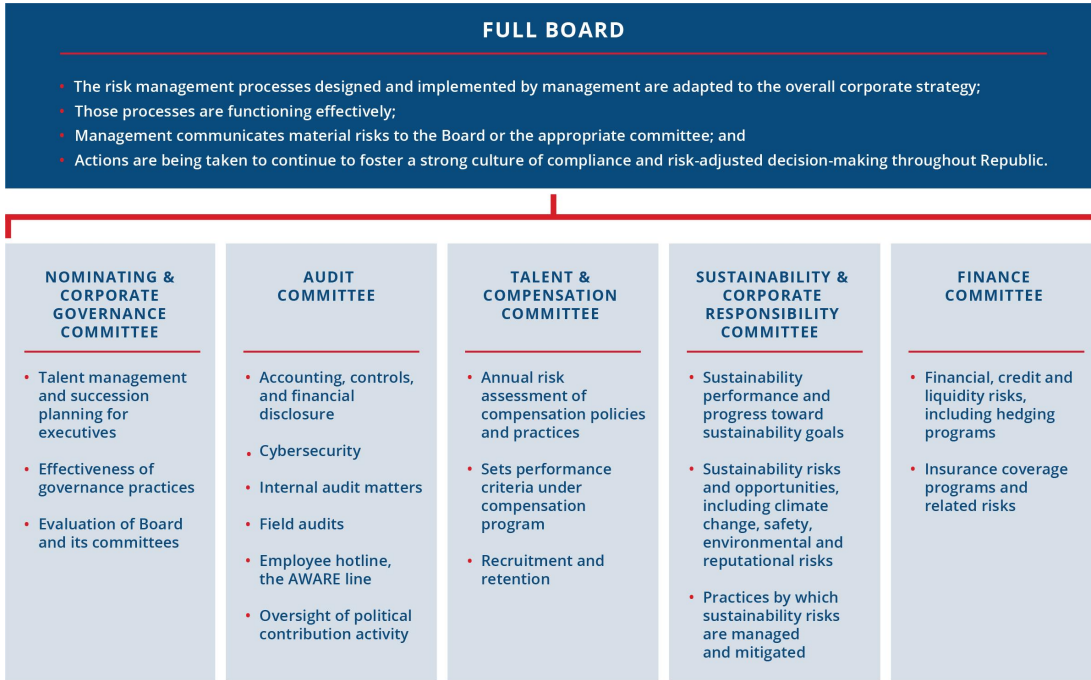 FULL BOARD
• The risk management processes designed and implemented by management are adapted to the overall corporate strategy;
• Those processes are functioning effectively;
• Management communicates material risks to the Board or the appropriate committee; and
• Actions are being taken to continue to foster a strong culture of compliance and risk-adjusted decision-making throughout Republic.
NOMINATING &
CORPORATE
GOVERNANCE
COMMITTEE
• Talent management
and succession
planning for
executives
• Effectiveness of
governance practices
• Evaluation of Board
and its committees
AUDIT
COMMITTEE
• Accounting, controls,
and financial
disclosure
• Cybersecurity
• Internal audit matters
• Field audits
• Employee hotline,
the AWARE line
• Oversight of political
contribution activity
TALENT &
COMPENSATION
COMMITTEE
• Annual risk
assessment of
compensation policies
and practices
• Sets performance
criteria under
compensation
program
• Recruitment and
retention
SUSTAINABILITY &
CORPORATE
RESPONSIBILITY
COMMITTEE
• Sustainability
performance and
progress toward
sustainability goals
• Sustainability risks
and opportunities,
including climate
change, safety,
environmental and
reputational risks
• Practices by which
sustainability risks
are managed
and mitigated
FINANCE
COMMITTEE
• Financial, credit and
liquidity risks,
including hedging
programs
• Insurance coverage
programs and
related risks